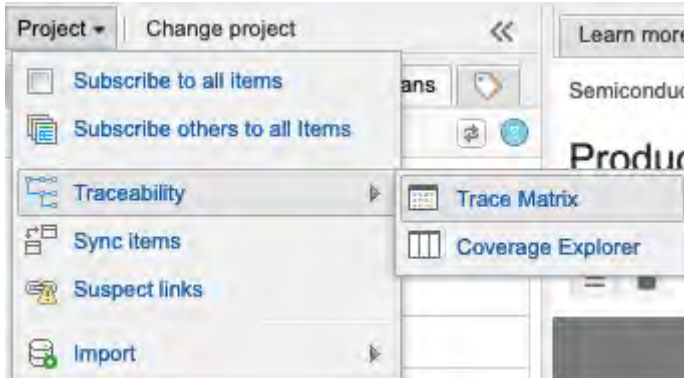 Project Change project
Learn more
Subscribe to all items
ans
Semiconduc
Subscribe others to all Items
Produc
Traceability
Trace Matrix
Sync items
Coverage Explorer
Suspect links
Import